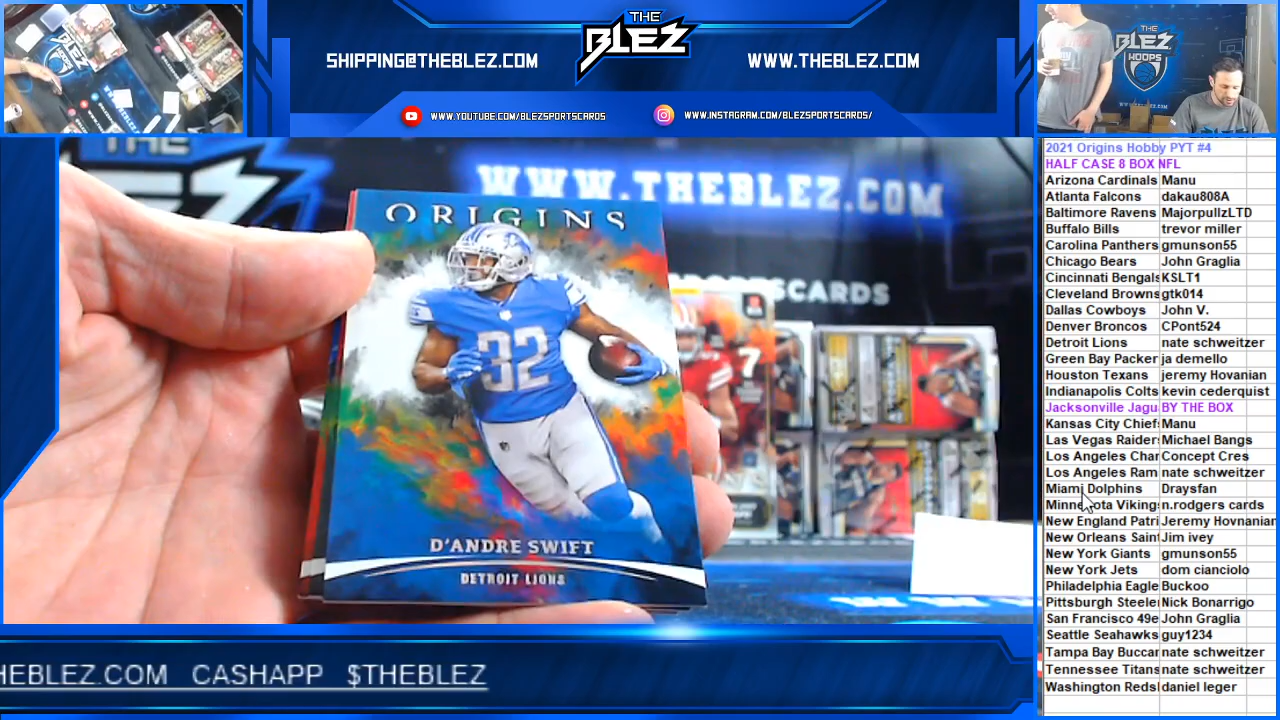 THE
BLEZ
SHIPPING@THEBLEZ.COM
WWW.THEBLEZ.COM
WWW.YOUTUBE.COM/BLEZSPORTSCARDS
WWW.INSTAGRAM.COM/BLEZSPORTSCARDS/
THE
BLEZ
HOOPS
THE
WWW.THEBLEZ.COM
SPORTSCARDS
ORIGINS
32
7
D'ANDRE SWIFT
DETROIT LIONS
HEBLEZ.COM CASHAPP $THEBLEZ
2021 Origins Hobby PYT #4
HALF CASE 8 BOX NFL
Arizona Cardinals Manu
Atlanta Falcons dakau808A
Baltimore Ravens MajorpullzLTD
Buffalo Bills trevor miller
Carolina Panthers gmunson55
Chicago Bears John Graglia
Cincinnati Bengals KSLT1
Cleveland Browns gtk014
Dallas Cowboys John V.
Denver Broncos CPont524
Detroit Lions nate schweitzer
Green Bay Packer ja demello
Houston Texans jeremy Hovanian
Indianapolis Colts kevin cederquist
Jacksonville Jagu BY THE BOX
Kansas City Chief Manu
Las Vegas Raider Michael Bangs
Los Angeles Char Concept Cres
Los Angeles Ram nate schweitzer
Miami Dolphins Draysfan
Minnesota Viking n.rodgers cards
New England Patri Jeremy Hovnanian
New Orleans Saint Jim ivey
New York Giants gmunson55
New York Jets dom cianciolo
Philadelphia Eagle Buckoo
Pittsburgh Steele Nick Bonarrigo
San Francisco 49e John Graglia
Seattle Seahawks guy1234
Tampa Bay Buccar nate schweitzer
Tennessee Titans nate schweitzer
Washington Reds daniel leger